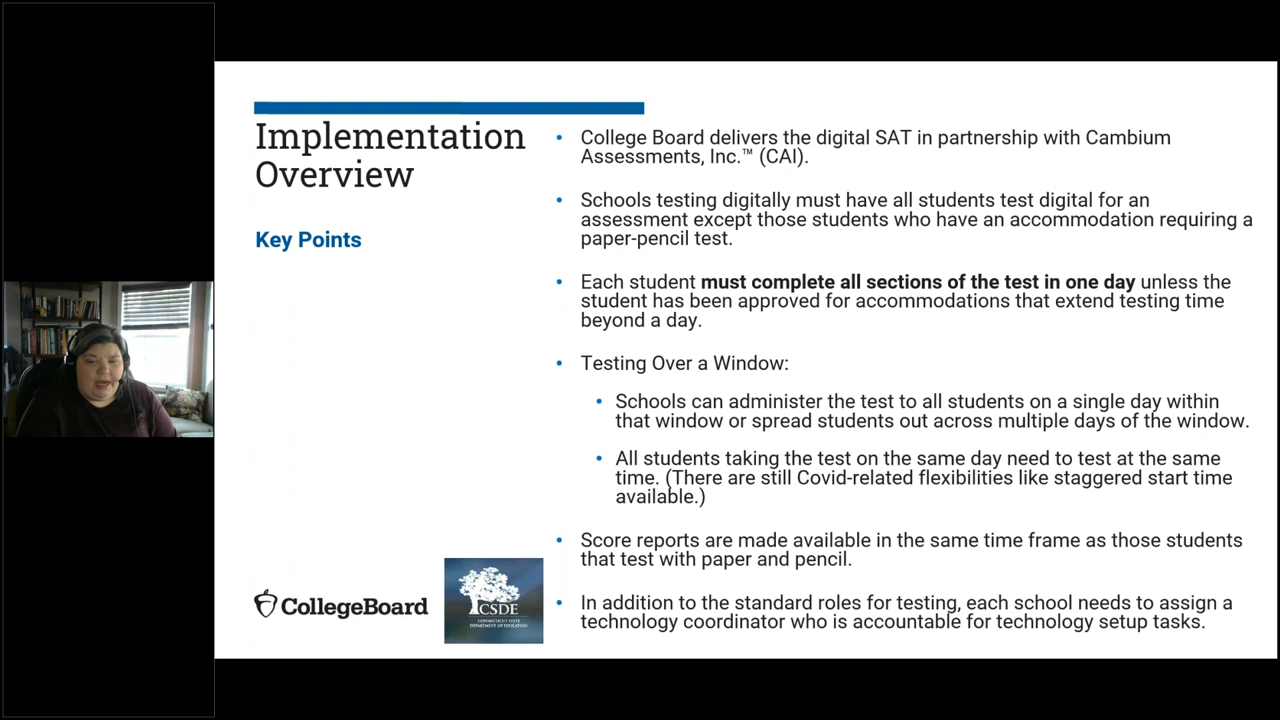 Implementation
Overview
Key Points
• College Board delivers the digital SAT in partnership with Cambium
Assessments, Inc.™ (CAI).
• Schools testing digitally must have all students test digital for an
assessment except those students who have an accommodation requiring a
paper-pencil test.
• Each student must complete all sections of the test in one day unless the
student has been approved for accommodations that extend testing time
beyond a day.
• Testing Over a Window:
• Schools can administer the test to all students on a single day within
that window or spread students out across multiple days of the window.
• All students taking the test on the same day need to test at the same
time. (There are still Covid-related flexibilities like staggered start time
available.)
• Score reports are made available in the same time frame as those students
that test with paper and pencil.
• In addition to the standard roles for testing, each school needs to assign a
technology coordinator who is accountable for technology setup tasks.
CollegeBoard
CSDE
CONNECTICUT STATE
DEPARTMENT OF EDUCATION